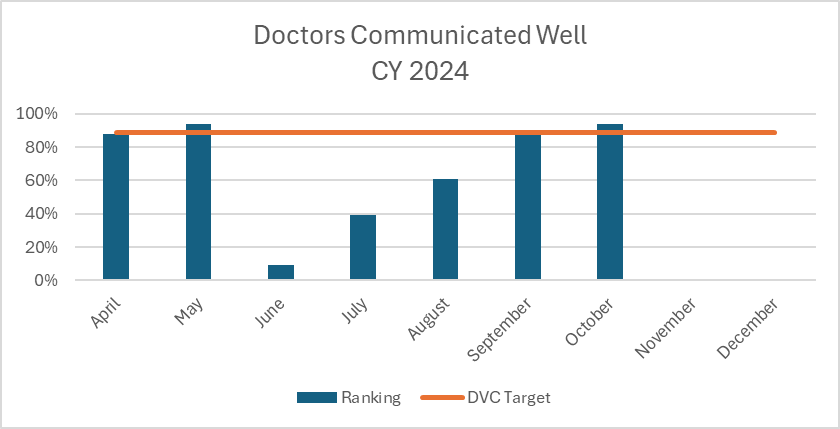 Doctors Communicated Well
CY 2024
100%
80%
60%
40%
20%
0%
April
May
June
July
August
September
October
November
December
Ranking
DVC Target